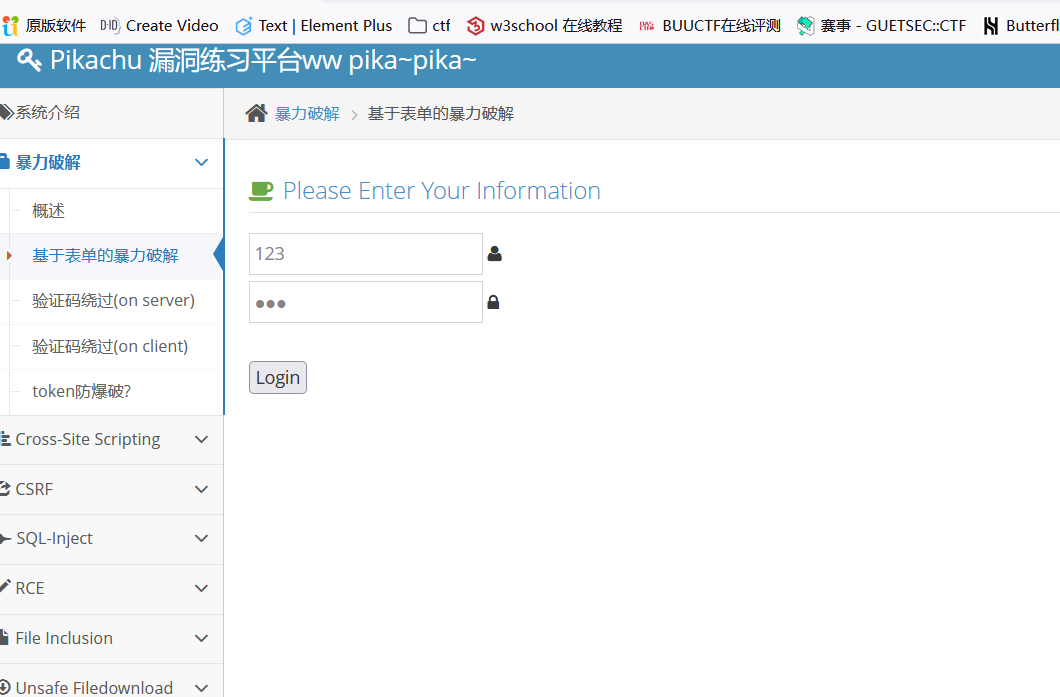 原版软件 D-ID Create Video Text | Element Plus ctf w3school 在线教程 BUUCTF在线评测 赛事 - GUETSEC::CTF Butterfl
Pikachu 漏洞练习平台ww pika~pika~
系统介绍
暴力破解 > 基于表单的暴力破解
暴力破解
概述
基于表单的暴力破解
验证码绕过(on server)
验证码绕过(on client)
token防爆破?
Cross-Site Scripting
CSRF
SQL-Inject
RCE
File Inclusion
Unsafe Filedownload
Please Enter Your Information
123
●●●
Login